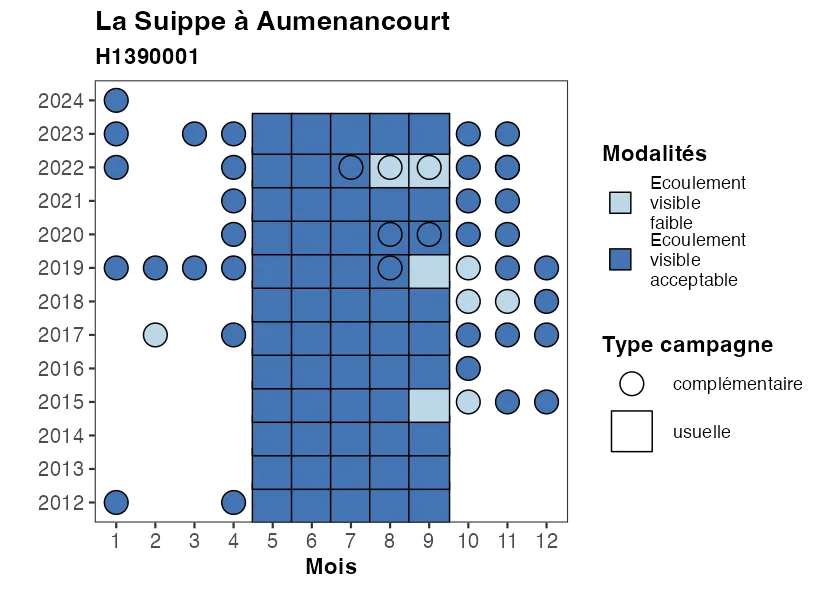 La Suippe à Aumenancourt
H1390001
2024
2023
2022
2021
2020
2019
2018
2017
2016
2015
2014
2013
2012
1 2 3 4 5 6 7 8 9 10 11 12
Mois
Modalités
Ecoulement
visible
faible
Ecoulement
visible
acceptable
Type campagne
complémentaire
usuelle